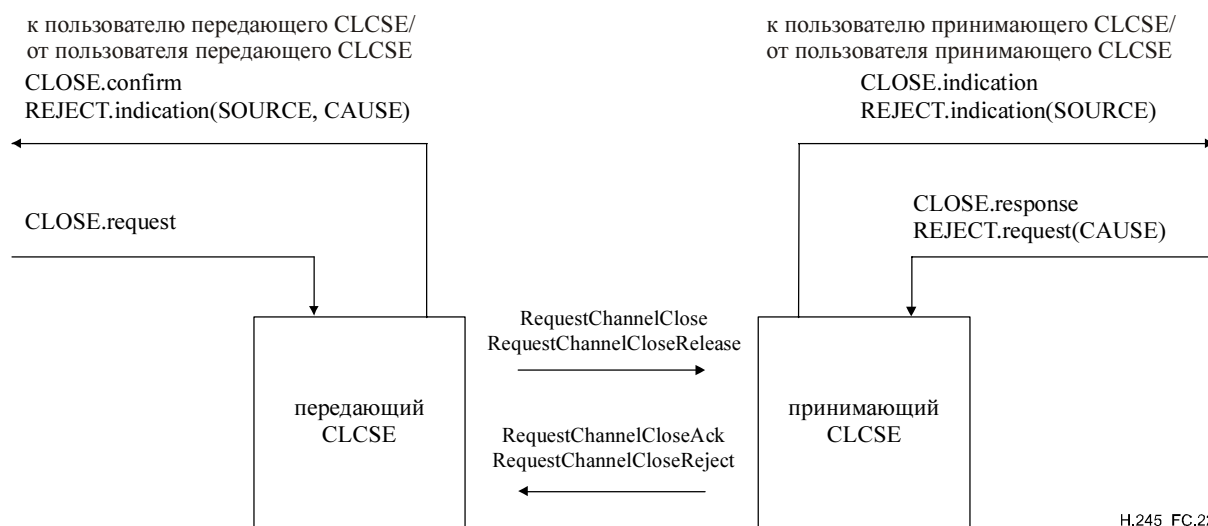 к пользователю передающего CLCSE/
от пользователя передающего CLCSE
CLOSE.confirm
REJECT.indication(SOURCE, CAUSE)
к пользователю принимающего CLCSE/
от пользователя принимающего CLCSE
CLOSE.indication
REJECT.indication(SOURCE)
CLOSE.request
CLOSE.response
REJECT.request(CAUSE)
RequestChannelClose
RequestChannelCloseRelease
передающий
CLCSE
RequestChannelCloseAck
RequestChannelCloseReject
принимающий
CLCSE